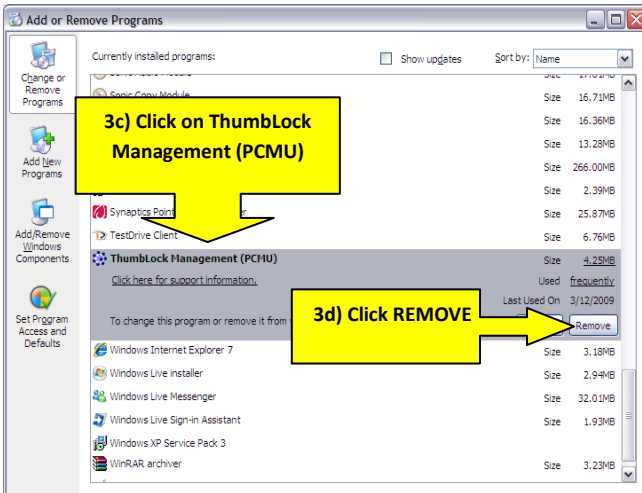 Add or Remove Programs
Change or
Remove
Programs
Add New
Programs
Add/Remove
Windows
Components
Set Program
Access and
Defaults
Currently installed programs:
Show updates
Sort by: Name
Size
Sonic Copy Module Size 16.71MB
Size 16.36MB
Size 13.28MB
Size 266.00MB
Size 2.39MB
3c) Click on ThumbLock
Management (PCMU)
Synaptics Size 25.87MB
TestDrive Client Size 6.76MB
ThumbLock Management (PCMU) Size 4.25MB
Click here for support information. Used frequently
Last Used On 3/12/2009
To change this program or remove it from
3d) Click REMOVE
Remove
Windows Internet Explorer 7 Size 3.18MB
Windows Live installer Size 2.94MB
Windows Live Messenger Size 32.01MB
Windows Live Sign-in Assistant Size 1.93MB
Windows XP Service Pack 3
WinRAR archiver Size 3.23MB